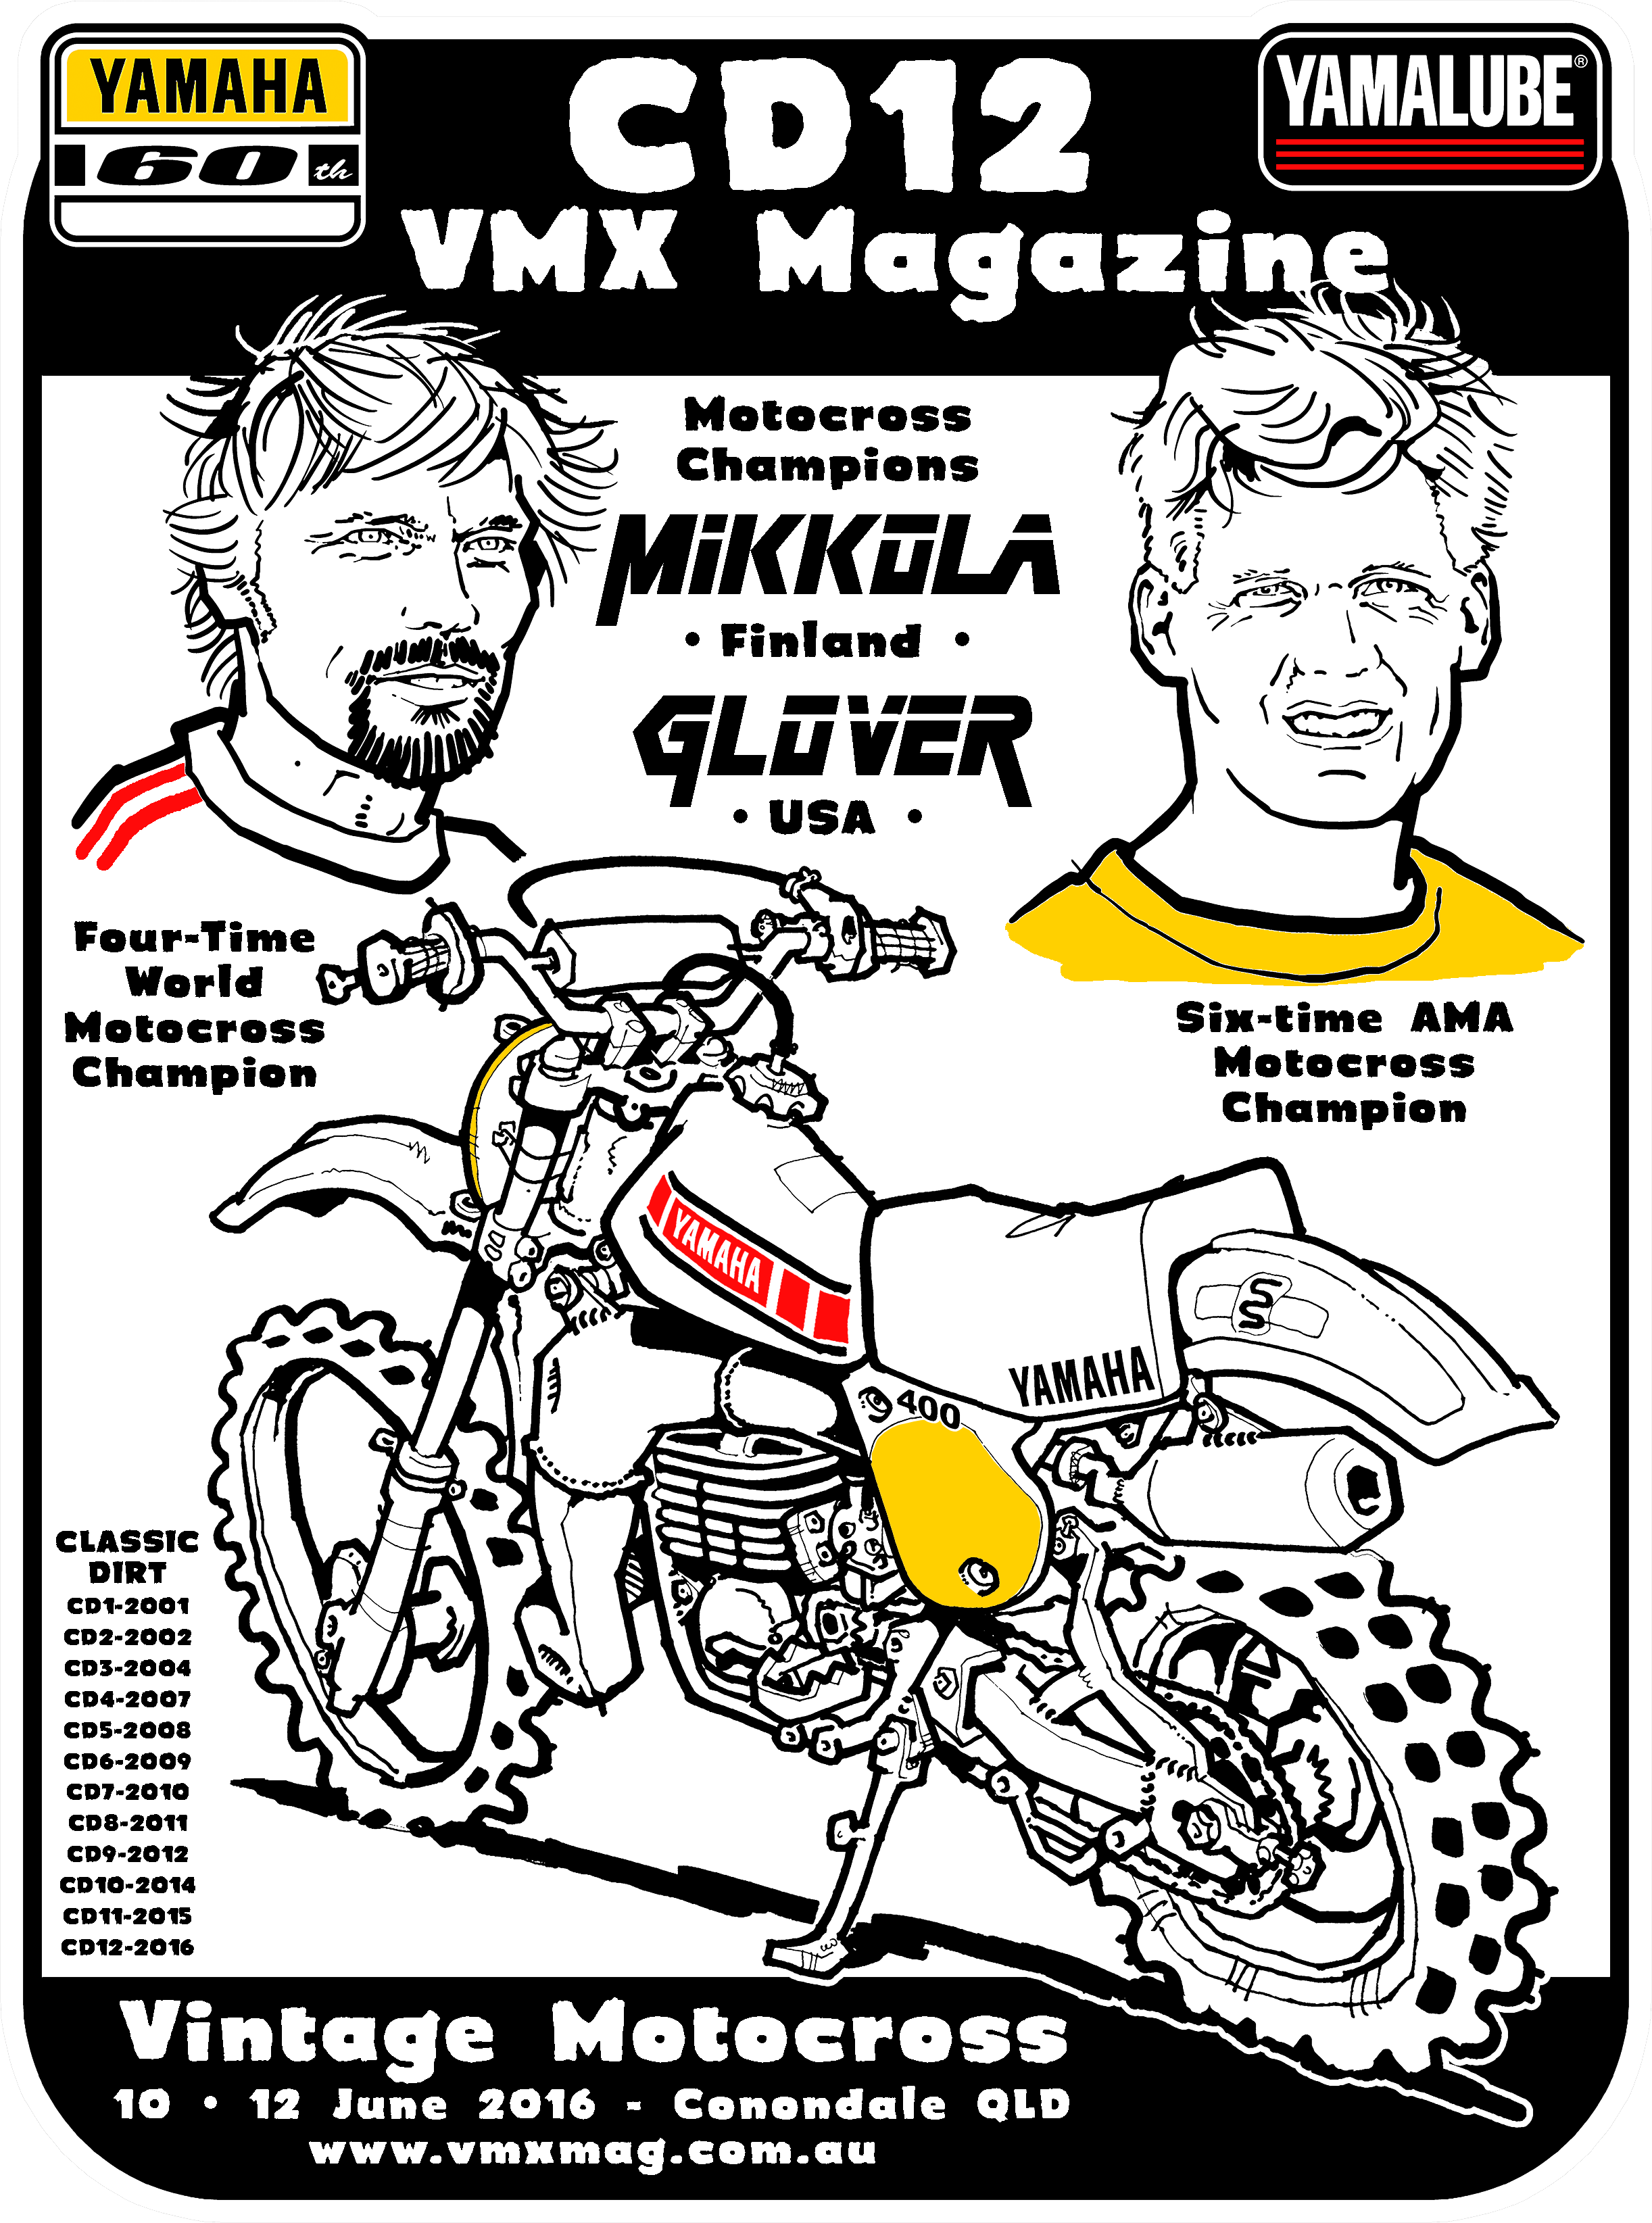 YAMAHA
60th
CD12
YAMALUBE®
VMX Magazine
Motocross
Champions
MiKKOLA
• Finland •
GLOVER
• USA •
Four-Time
World
Motocross
Champion
Six-time AMA
Motocross
Champion
YAMAHA
SS
YAMAHA
400
CLASSIC
DIRT
CD1-2001
CD2-2002
CD3-2004
CD4-2007
CD5-2008
CD6-2009
CD7-2010
CD8-2011
CD9-2012
CD10-2014
CD11-2015
CD12-2016
Vintage Motocross
10 • 12 June 2016 - Conondale QLD
www.vmxmag.com.au